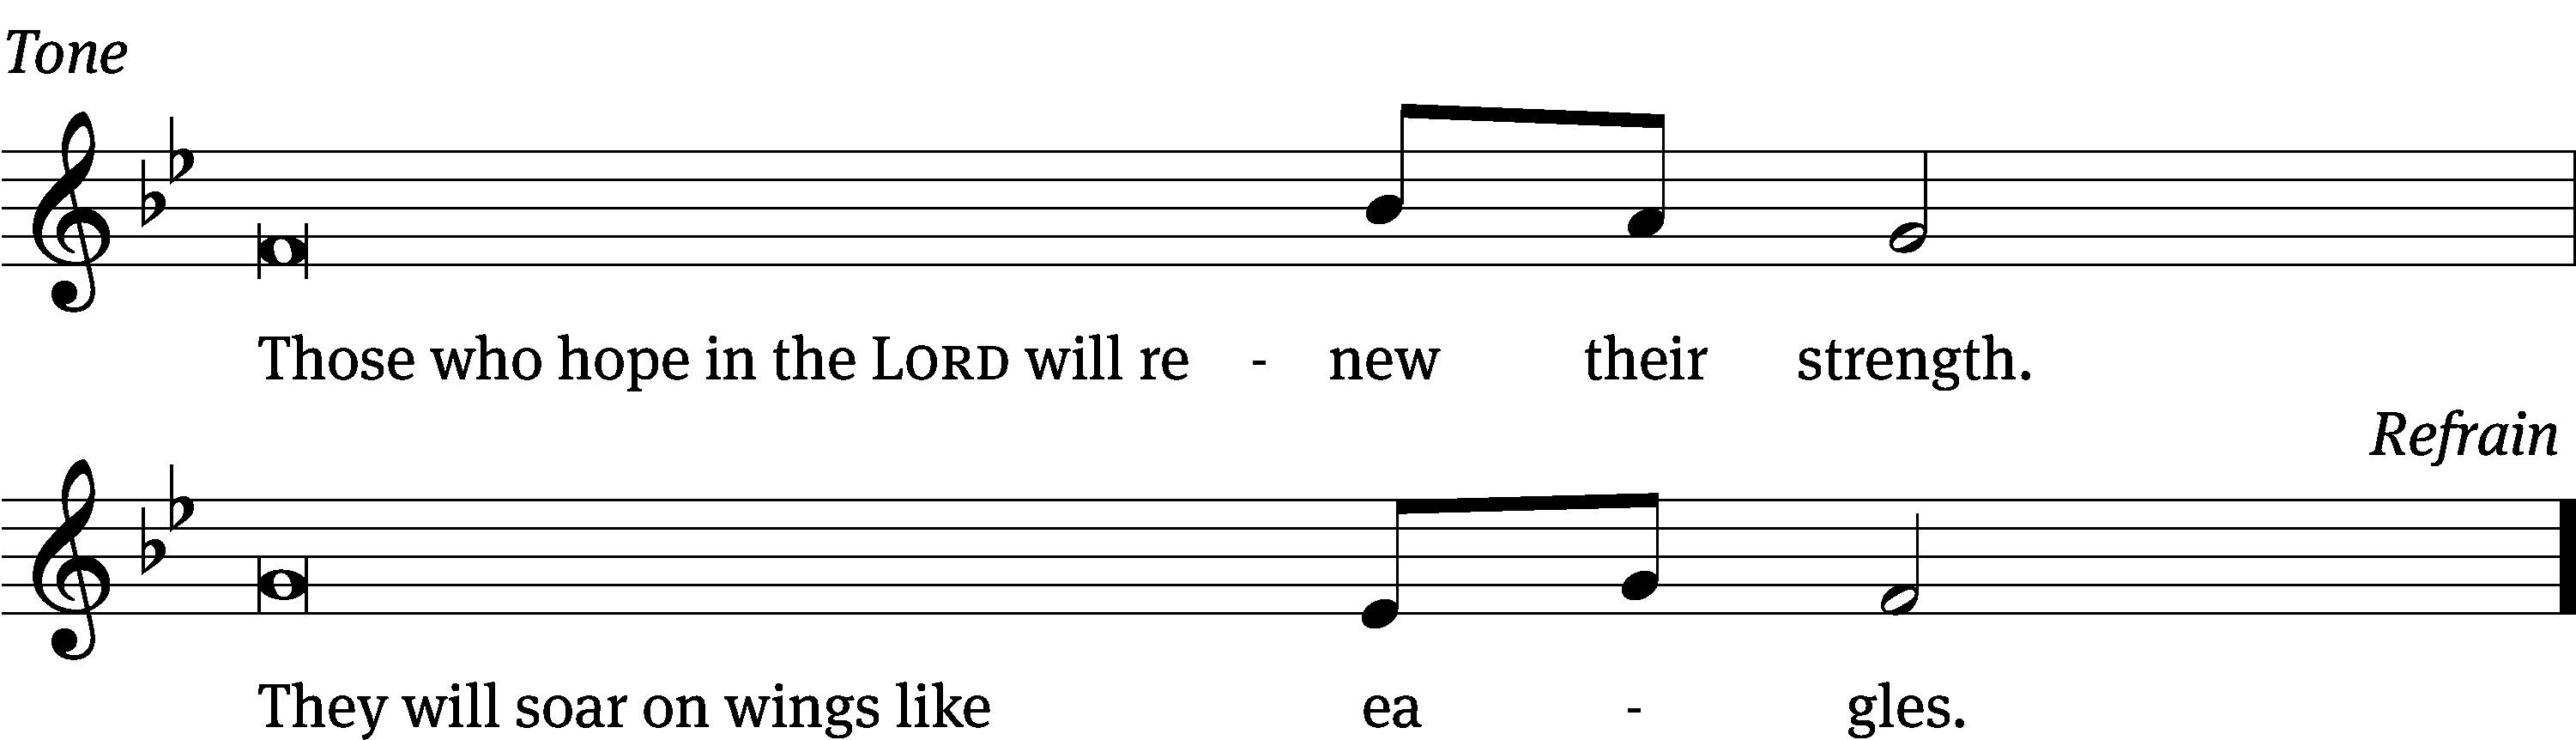 Tone
Those who hope in the LORD will re - new their strength.
Refrain
They will soar on wings like ea - gles.